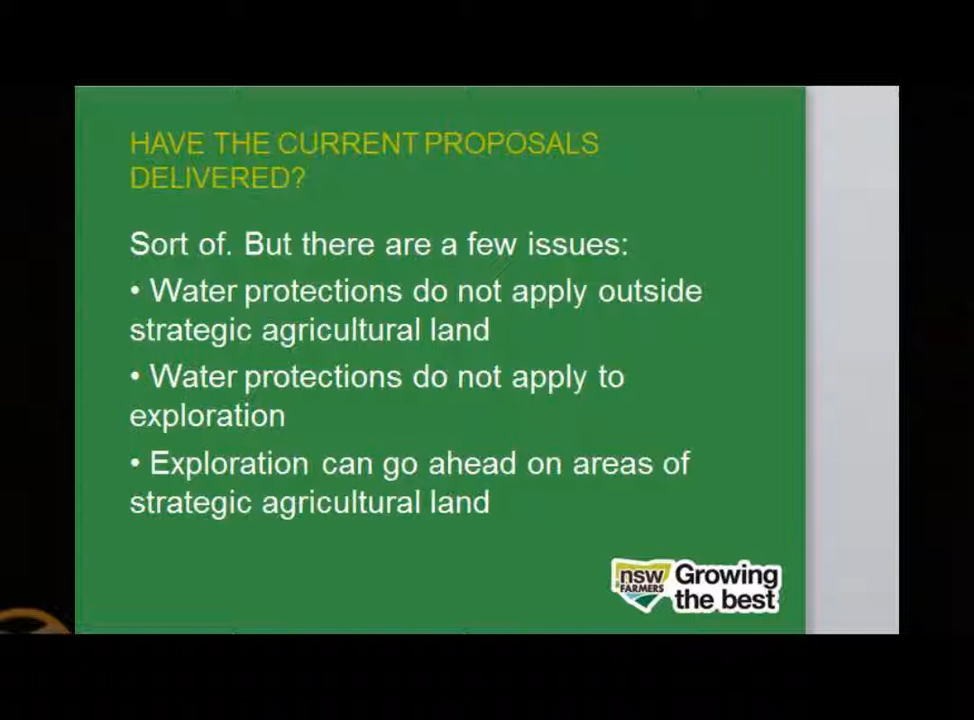 HAVE THE CURRENT PROPOSALS
DELIVERED?
Sort of. But there are a few issues:
• Water protections do not apply outside
strategic agricultural land
• Water protections do not apply to
exploration
• Exploration can go ahead on areas of
strategic agricultural land
nsw
FARMERS
Growing
the best